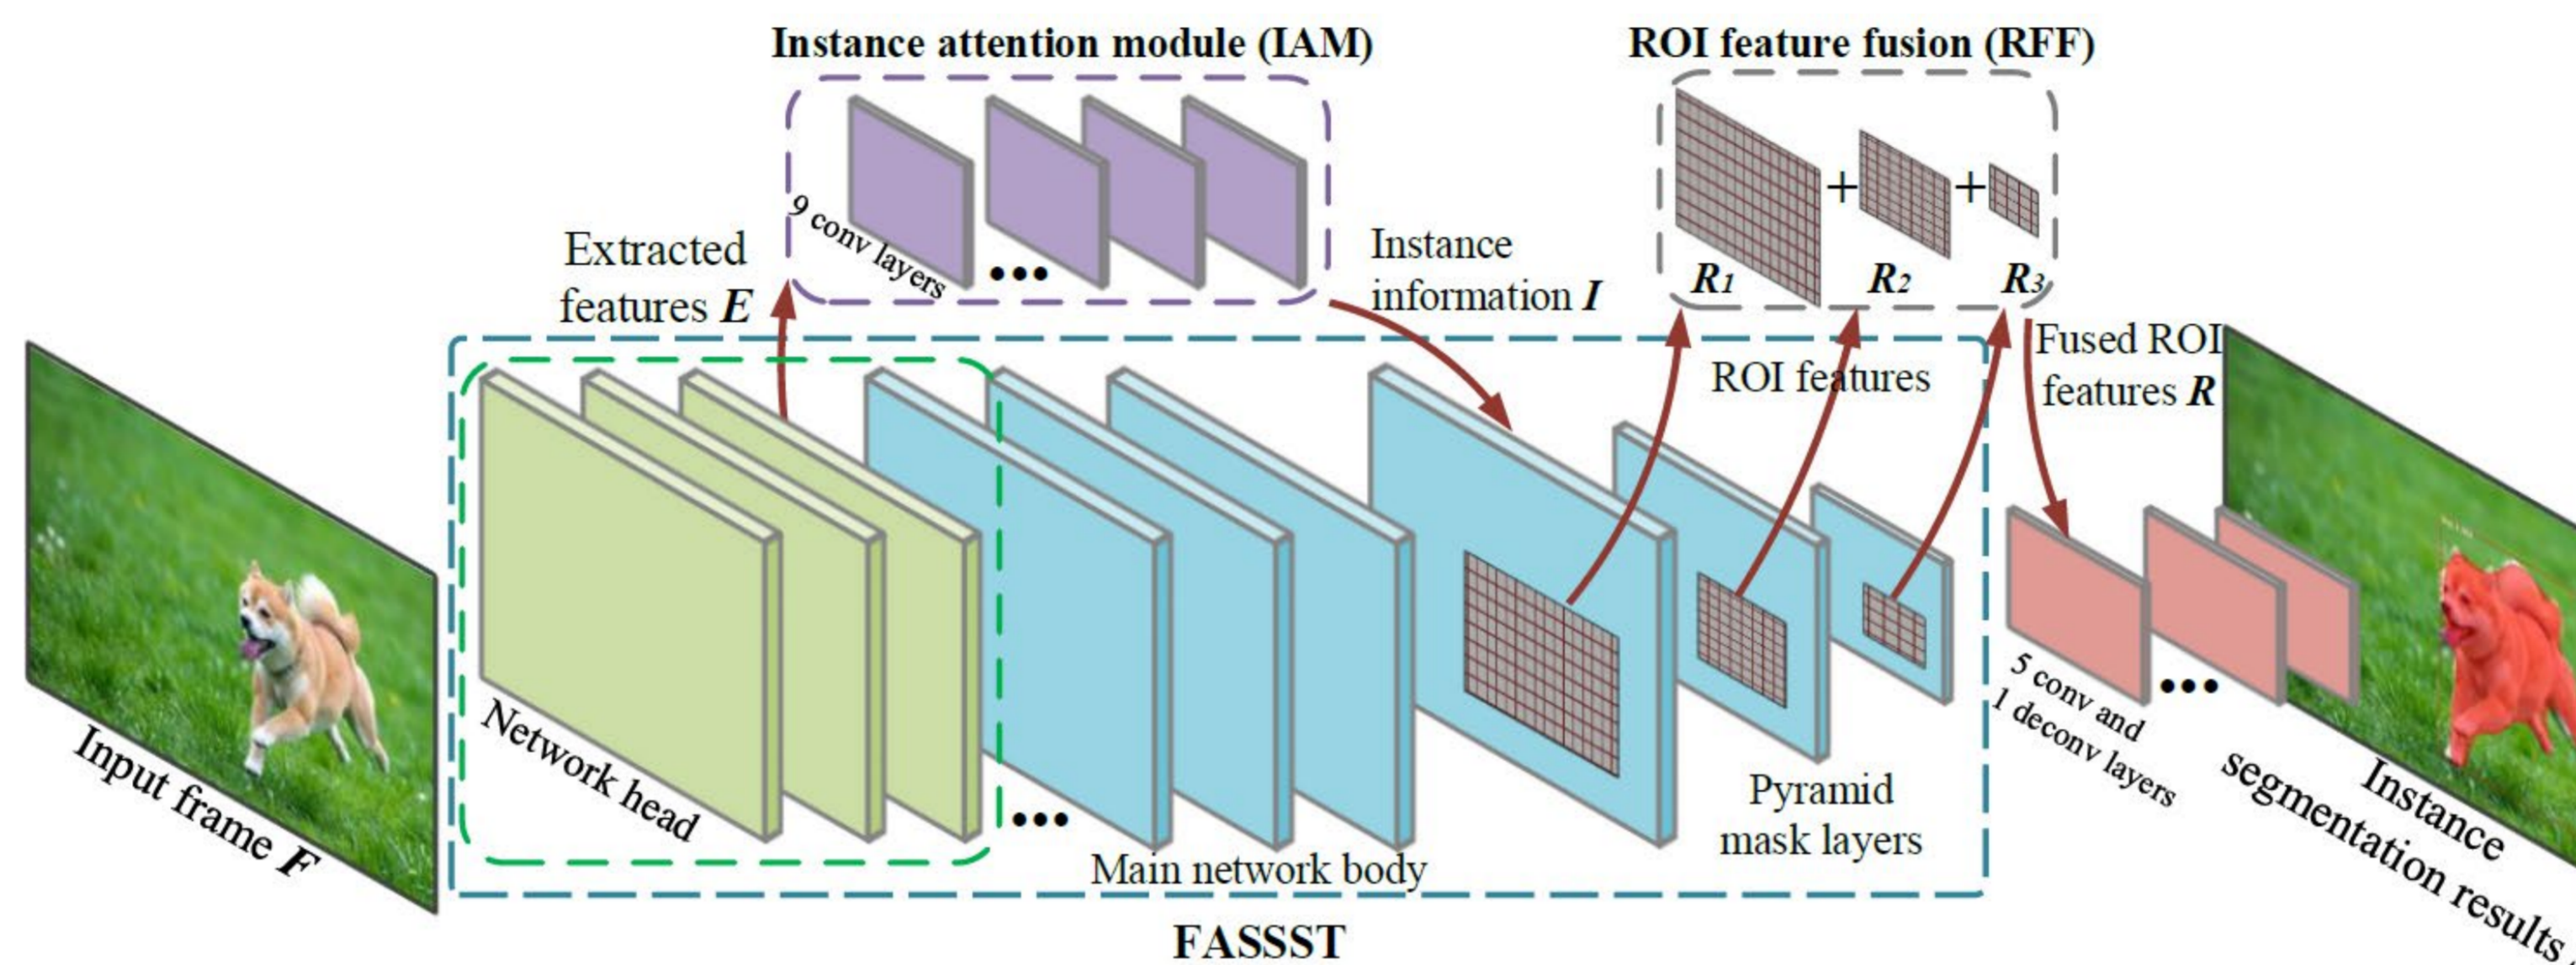 Instance attention module (IAM)
ROI feature fusion (RFF)
9 conv layers
Extracted
features E
Instance
information I
+
+
R1
R2
R3
ROI features
Fused ROI
features R
Input frame F
Network head
Main network body
Pyramid
mask layers
5 conv and
1 deconv layers
Instance
segmentation results
FASSST